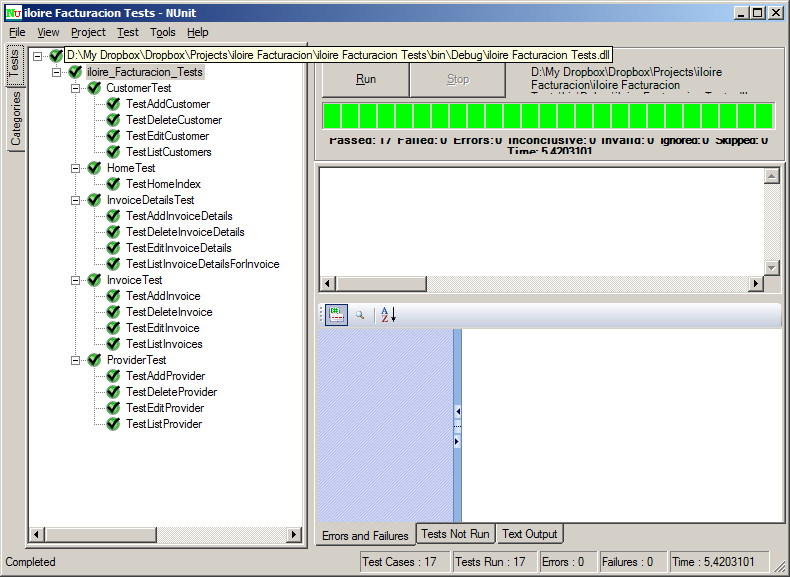 iloire Facturacion Tests - NUnit
File View Project Test Tools Help
Tests
Categories
D:\My Dropbox\Dropbox\Projects\iloire Facturacion\iloire Facturacion Tests\bin\Debug\iloire Facturacion Tests.dll
iloire_Facturacion_Tests
CustomerTest
TestAddCustomer
TestDeleteCustomer
TestEditCustomer
TestListCustomers
HomeTest
TestHomeIndex
InvoiceDetailsTest
TestAddInvoiceDetails
TestDeleteInvoiceDetails
TestEditInvoiceDetails
TestListInvoiceDetailsForInvoice
InvoiceTest
TestAddInvoice
TestDeleteInvoice
TestEditInvoice
TestListInvoices
ProviderTest
TestAddProvider
TestDeleteProvider
TestEditProvider
TestListProvider
Run Stop
D:\My Dropbox\Dropbox\Projects\iloire
Facturacion\iloire Facturacion
Passed: 17 Failed: 0 Errors: 0 Inconclusive: 0 Invalid: 0 Ignored: 0 Skipped: 0
Time: 5,4203101
Errors and Failures Tests Not Run Text Output
Completed
Test Cases : 17 Tests Run : 17 Errors : 0 Failures : 0 Time : 5,4203101